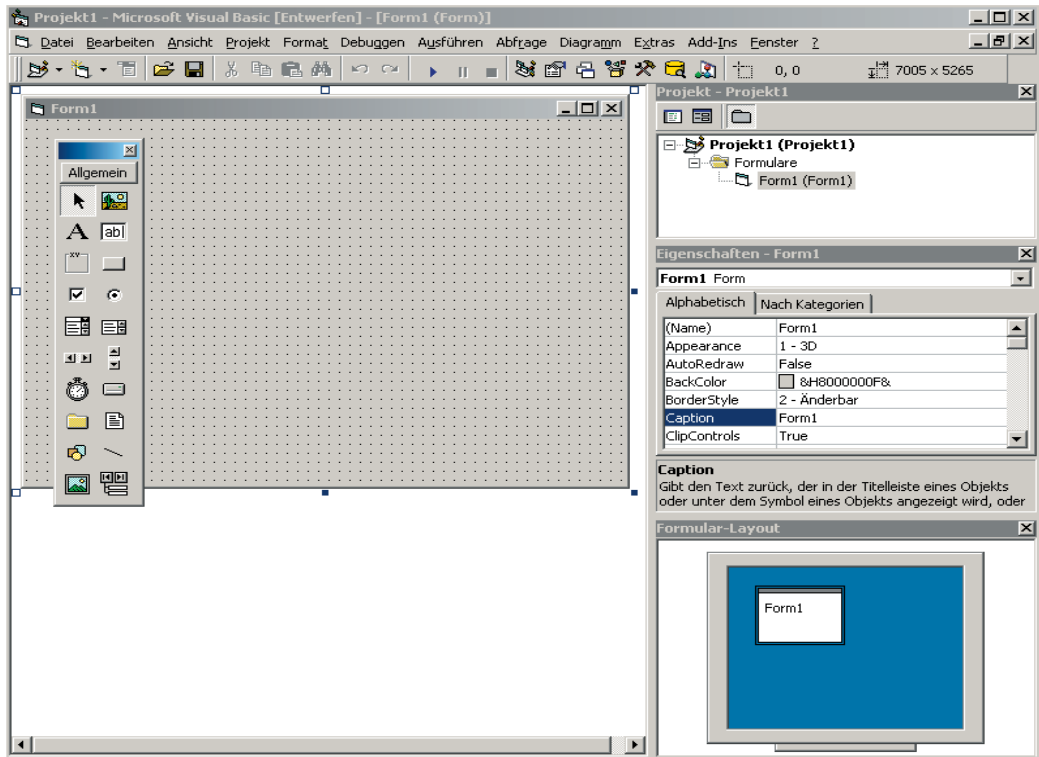 Projekt1 - Microsoft Visual Basic [Entwerfen] - [Form1 (Form)]
Datei Bearbeiten Ansicht Projekt Format Debuggen Ausführen Abfrage Diagramm Extras Add-Ins Fenster ?
0, 0 7005 x 5265
Form1
Allgemein
A ab|
xy
Projekt - Projekt1
Projekt1 (Projekt1)
Formulare
Form1 (Form1)
Eigenschaften - Form1
Form1 Form
Alphabetisch Nach Kategorien
(Name) Form1
Appearance 1 - 3D
AutoRedraw False
BackColor &H8000000F&
BorderStyle 2 - Änderbar
Caption Form1
ClipControls True
Caption
Gibt den Text zurück, der in der Titelleiste eines Objekts
oder unter dem Symbol eines Objekts angezeigt wird, oder
Formular-Layout
Form1